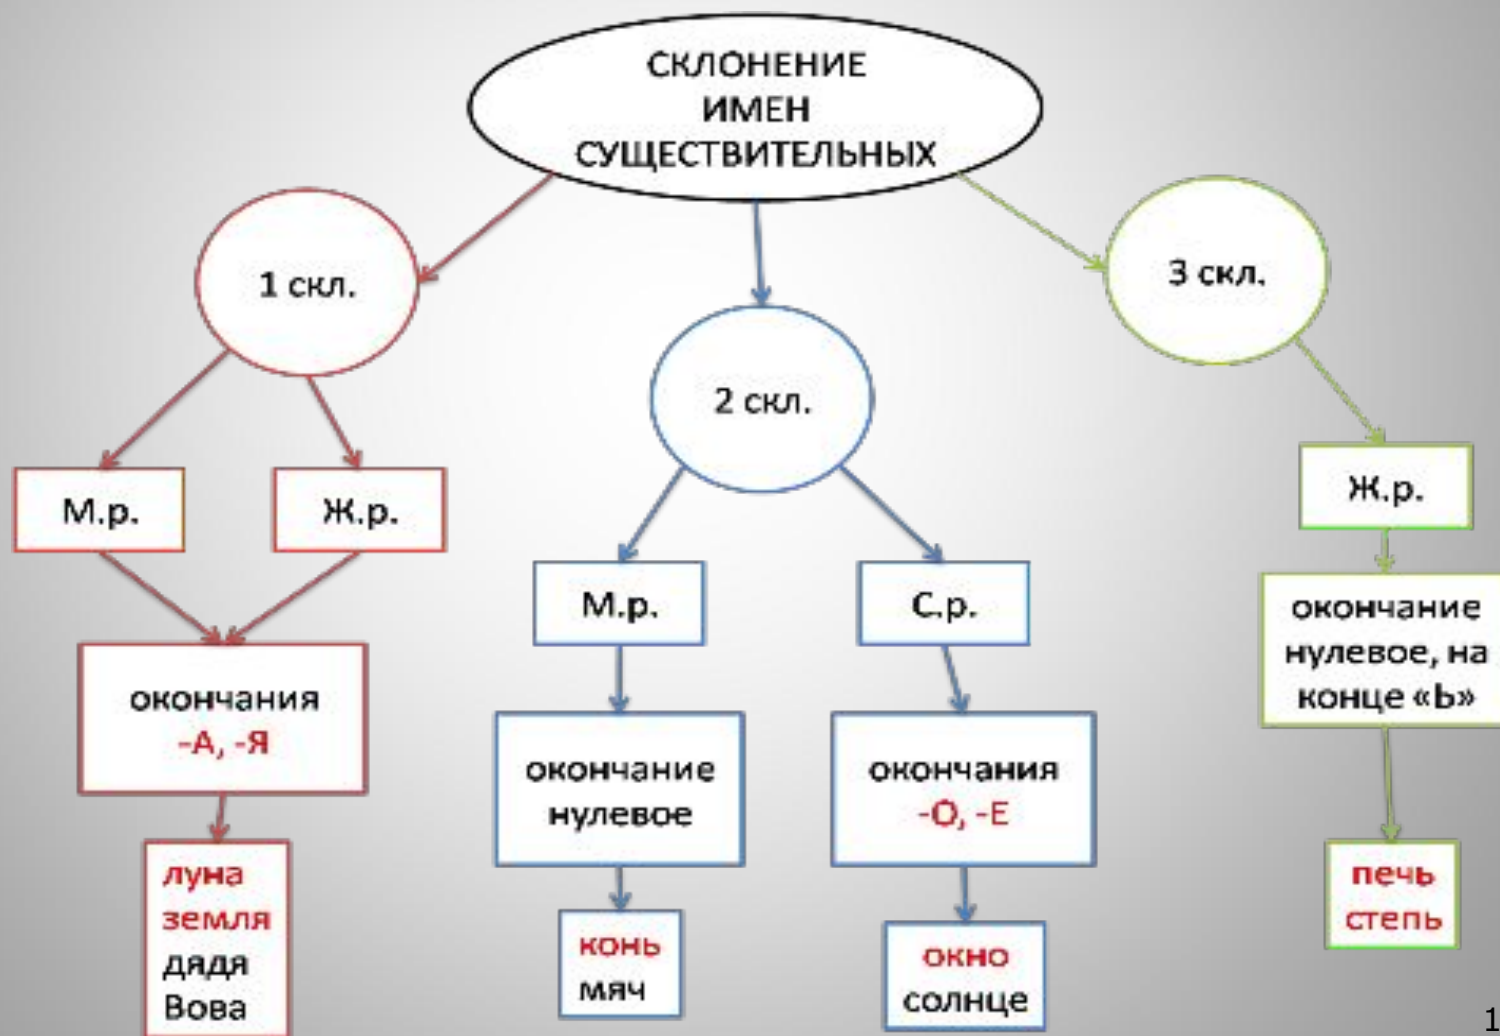 СКЛОНЕНИЕ
ИМЕН
СУЩЕСТВИТЕЛЬНЫХ
1 скл.
М.р.
Ж.р.
окончания
-А, -Я
луна
земля
дядя
Вова
2 скл.
М.р.
окончание
нулевое
конь
мяч
С.р.
окончания
-О, -Е
окно
солнце
3 скл.
Ж.р.
окончание
нулевое, на
конце «Ь»
печь
степь
1